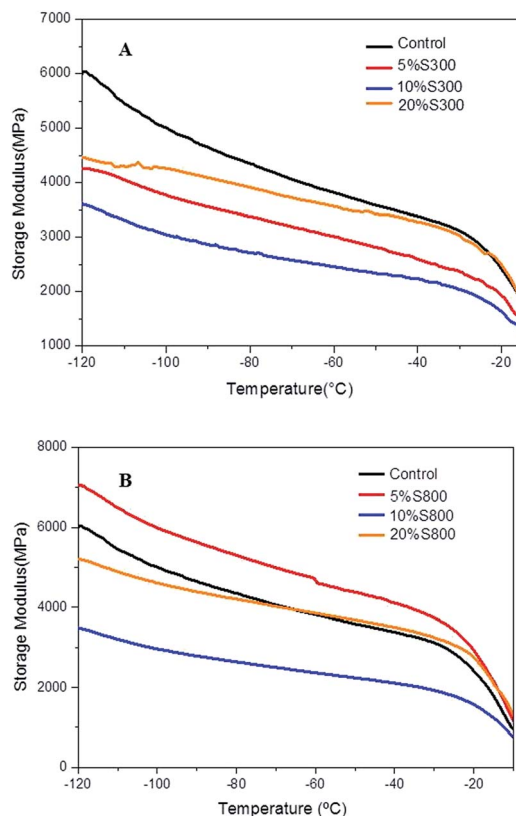 7000
A
Control
5%S300
10%S300
20%S300
6000
5000
4000
3000
2000
1000
Storage Modulus(MPa)
-120 -100 -80 -60 -40 -20
Temperature(°C)
8000
B
Control
5%S800
10%S800
20%S800
6000
4000
2000
0
Storage Modulus(MPa)
-120 -100 -80 -60 -40 -20
Temperature (ºC)